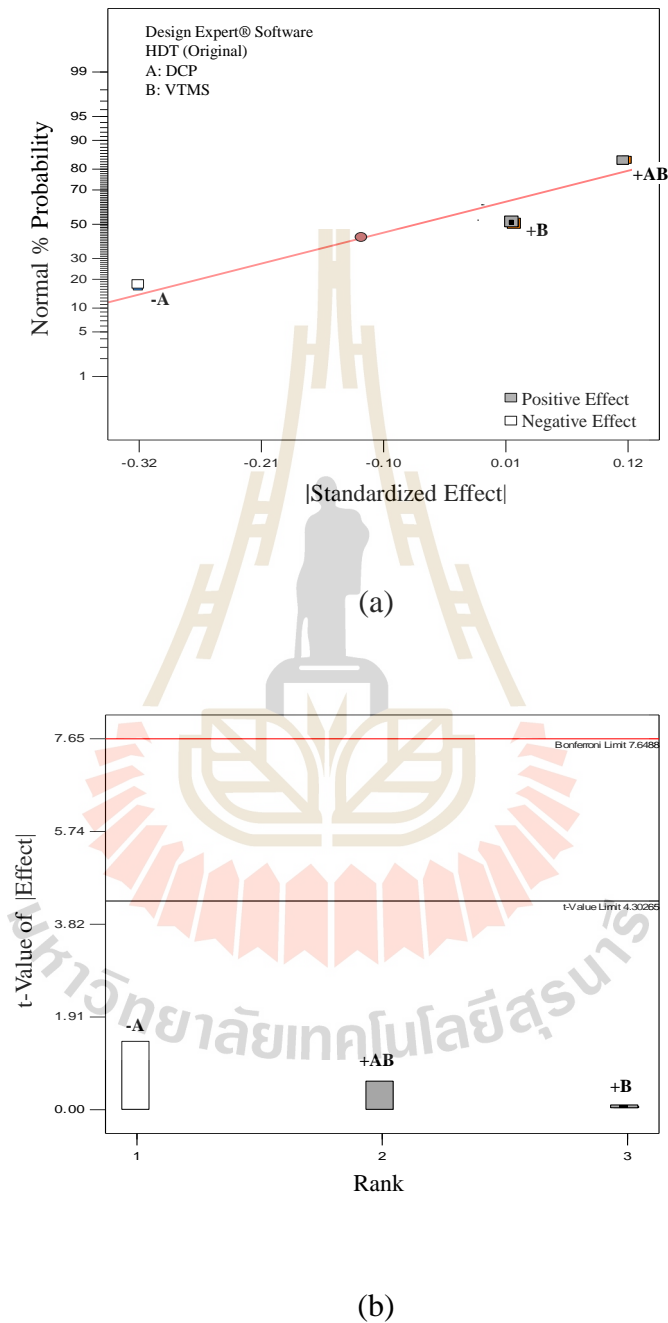 Design Expert® Software
HDT (Original)
A: DCP
B: VTMS
Normal % Probability
99
95
90
80
70
50
30
20
10
5
1
+AB
+B
-A
Positive Effect
Negative Effect
-0.32 -0.21 -0.10 0.01 0.12
|Standardized Effect|
(a)
t-Value of |Effect|
7.65
5.74
3.82
1.91
0.00
Bonferroni Limit 7.6488
t-Value Limit 4.30265
มหาวิทยาลัยเทคโนโลยีสุรนารี
-A
+AB
+B
1 2 3
Rank
(b)